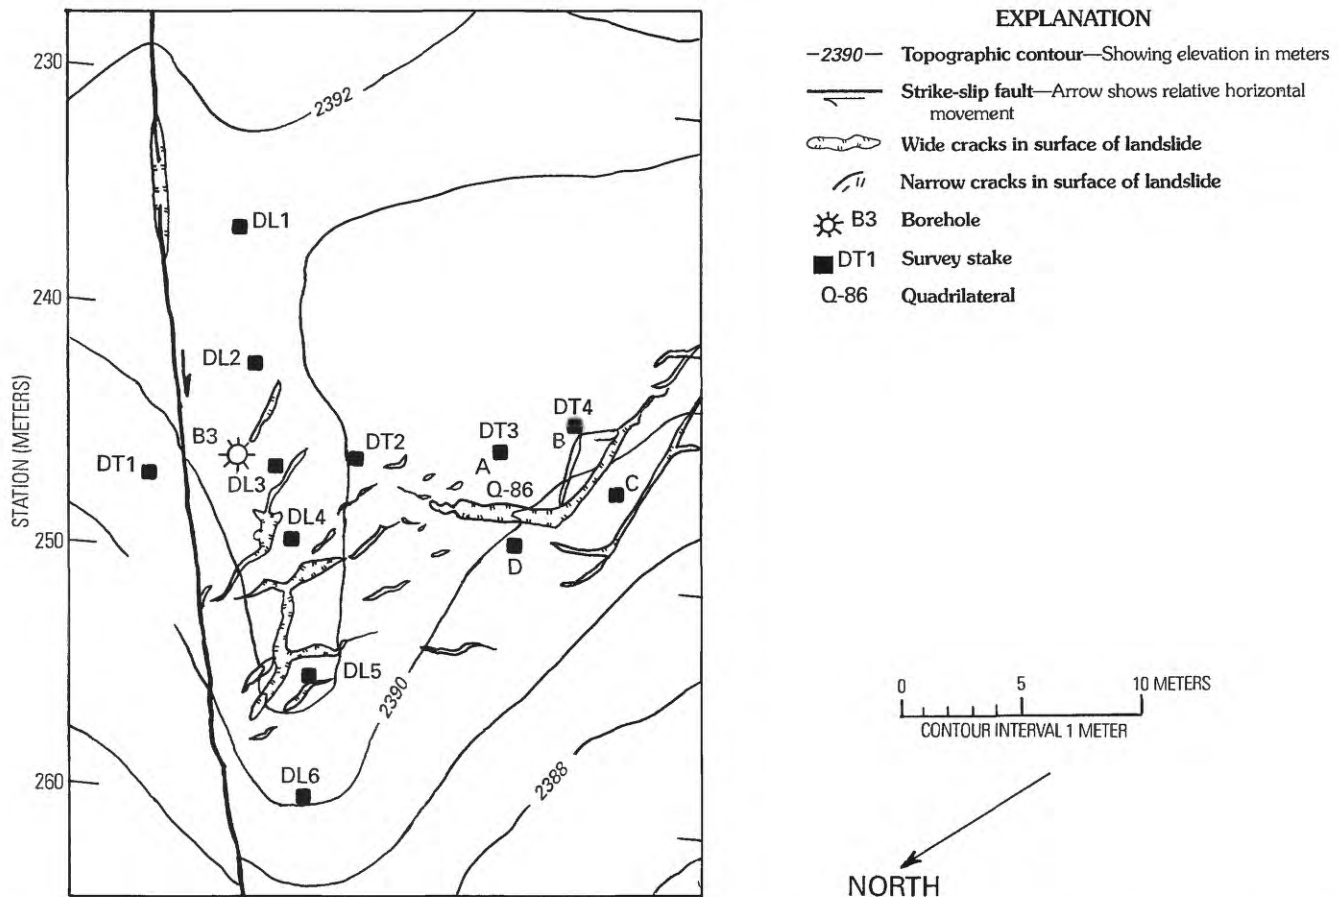 230
240
250
260
STATION (METERS)
2392
DL1
DL2
B3
DT1
DL3
DT2
DL4
DT3
A
Q-86
DT4
B
C
D
DL5
2390
DL6
2388
EXPLANATION
—2390— Topographic contour—Showing elevation in meters
Strike-slip fault—Arrow shows relative horizontal
movement
Wide cracks in surface of landslide
Narrow cracks in surface of landslide
B3 Borehole
DT1 Survey stake
Q-86 Quadrilateral
0 5 10 METERS
CONTOUR INTERVAL 1 METER
NORTH